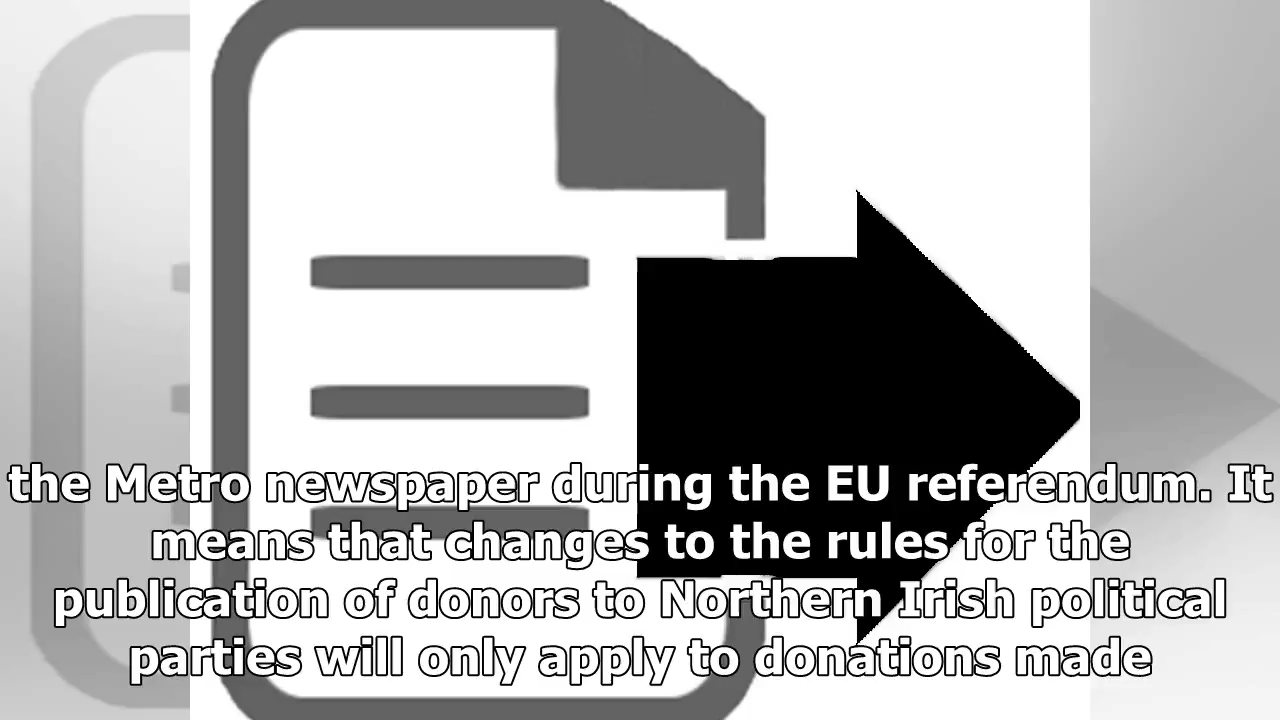 the Metro newspaper during the EU referendum. It
means that changes to the rules for the
publication of donors to Northern Irish political
parties will only apply to donations made